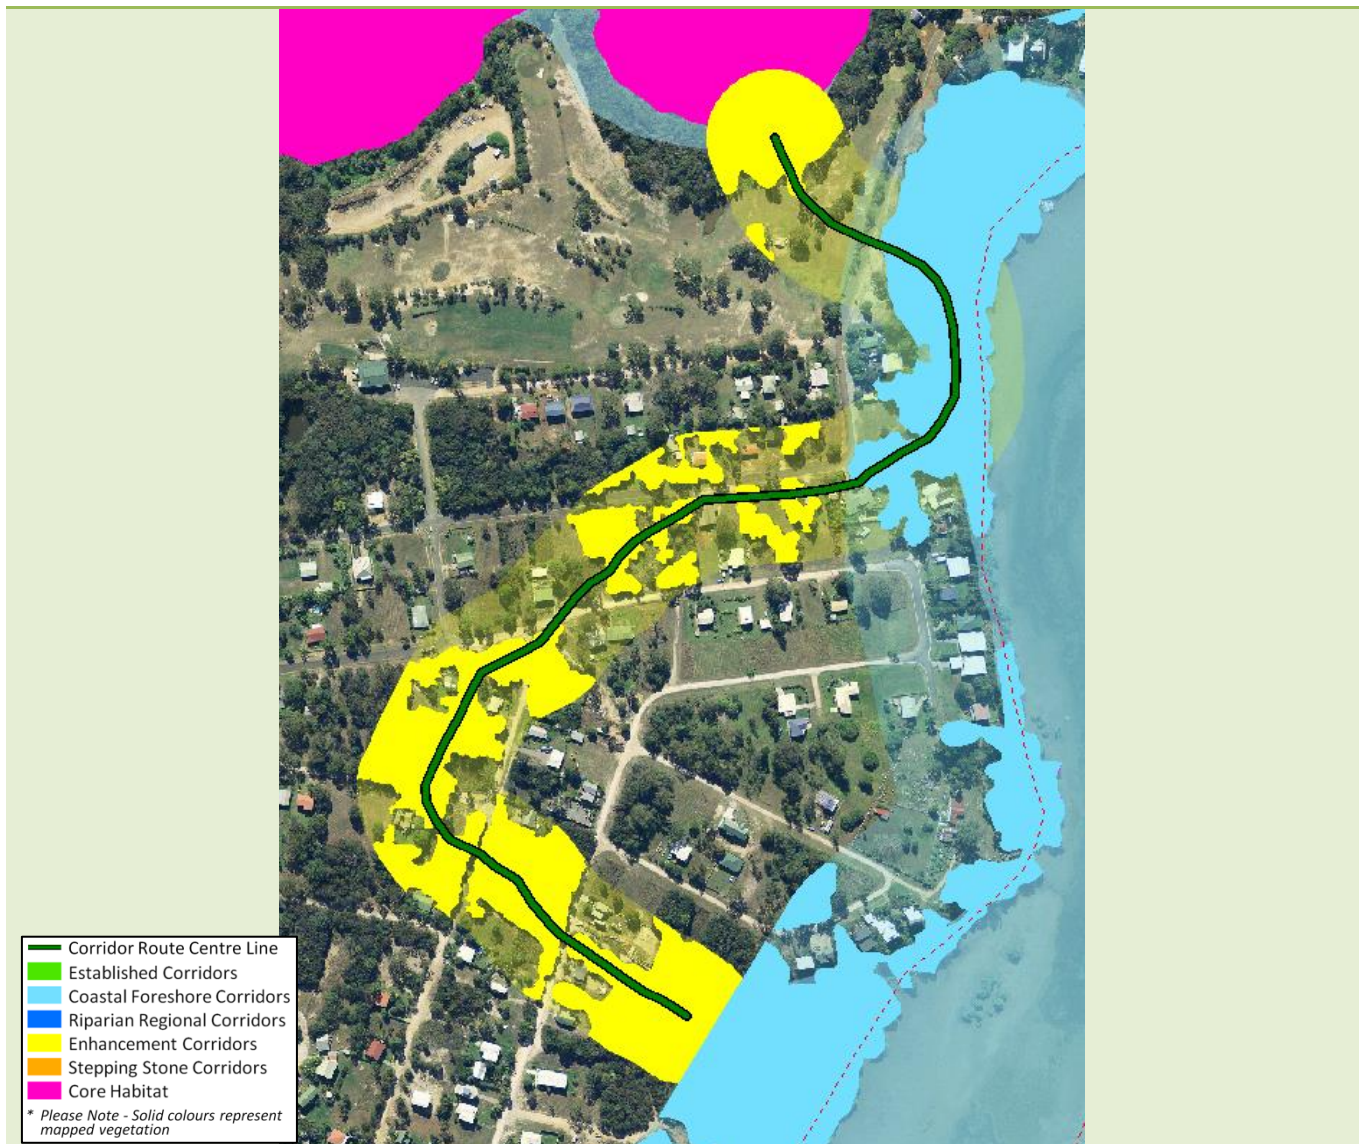 Corridor Route Centre Line
Established Corridors
Coastal Foreshore Corridors
Riparian Regional Corridors
Enhancement Corridors
Stepping Stone Corridors
Core Habitat
* Please Note - Solid colours represent
mapped vegetation